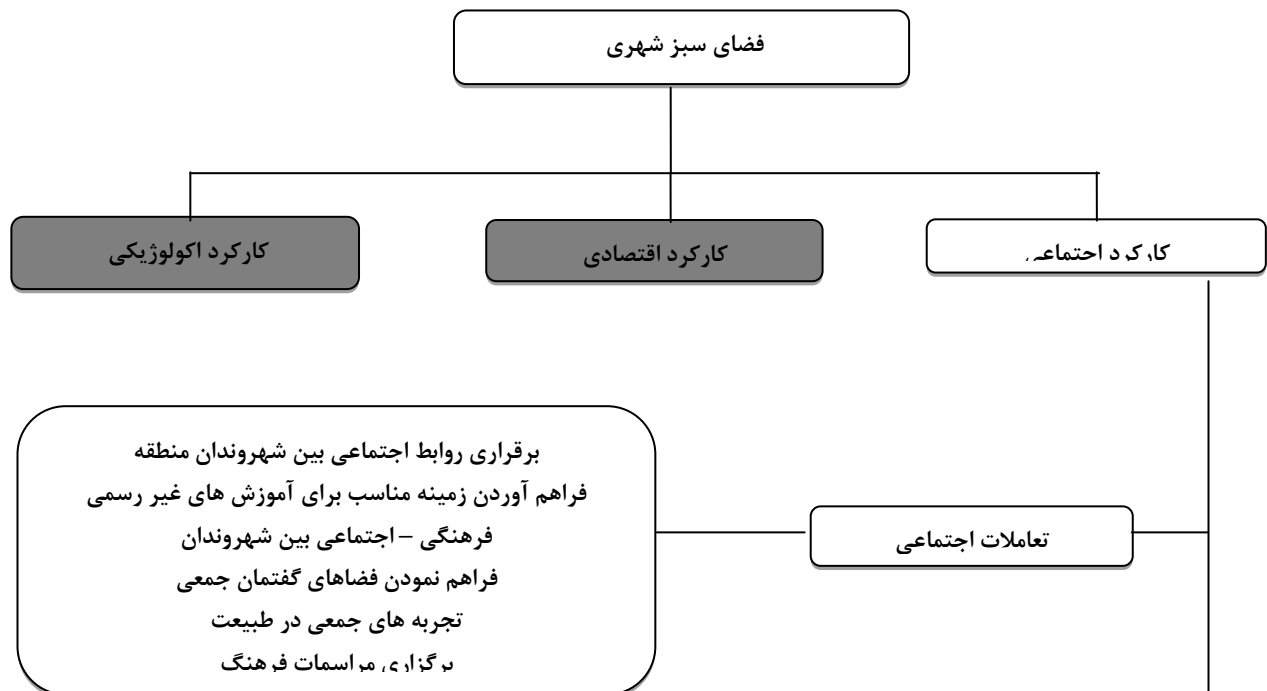 فضای سبز شهری
کارکرد اجتماعی
کارکرد اقتصادی
کارکرد اکولوژیکی
تعاملات اجتماعی
برقراری روابط اجتماعی بین شهروندان منطقه
فراهم آوردن زمینه مناسب برای آموزش های غیر رسمی
فرهنگی – اجتماعی بین شهروندان
فراهم نمودن فضاهای گفتمان جمعی
تجربه های جمعی در طبیعت
برگزاری مراسمات فرهنگ